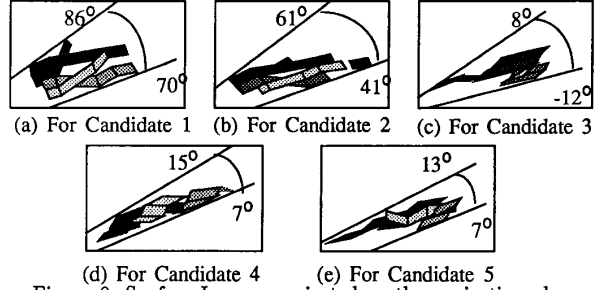 86° 61° 8°
70° 41° -12°
(a) For Candidate 1 (b) For Candidate 2 (c) For Candidate 3
15° 13°
7° 7°
(d) For Candidate 4 (e) For Candidate 5